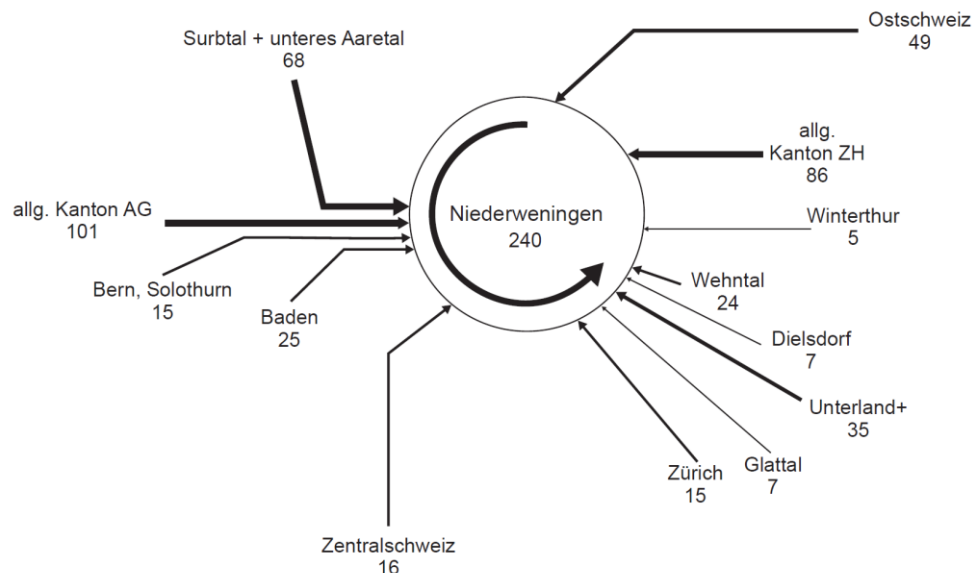 Ostschweiz
49
Surbtal + unteres Aaretal
68
allg.
Kanton ZH
86
allg. Kanton AG
101
Niederweningen
240
Winterthur
5
Wehntal
24
Bern, Solothurn
15
Baden
25
Dielsdorf
7
Unterland+
35
Glattal
7
Zürich
15
Zentralschweiz
16